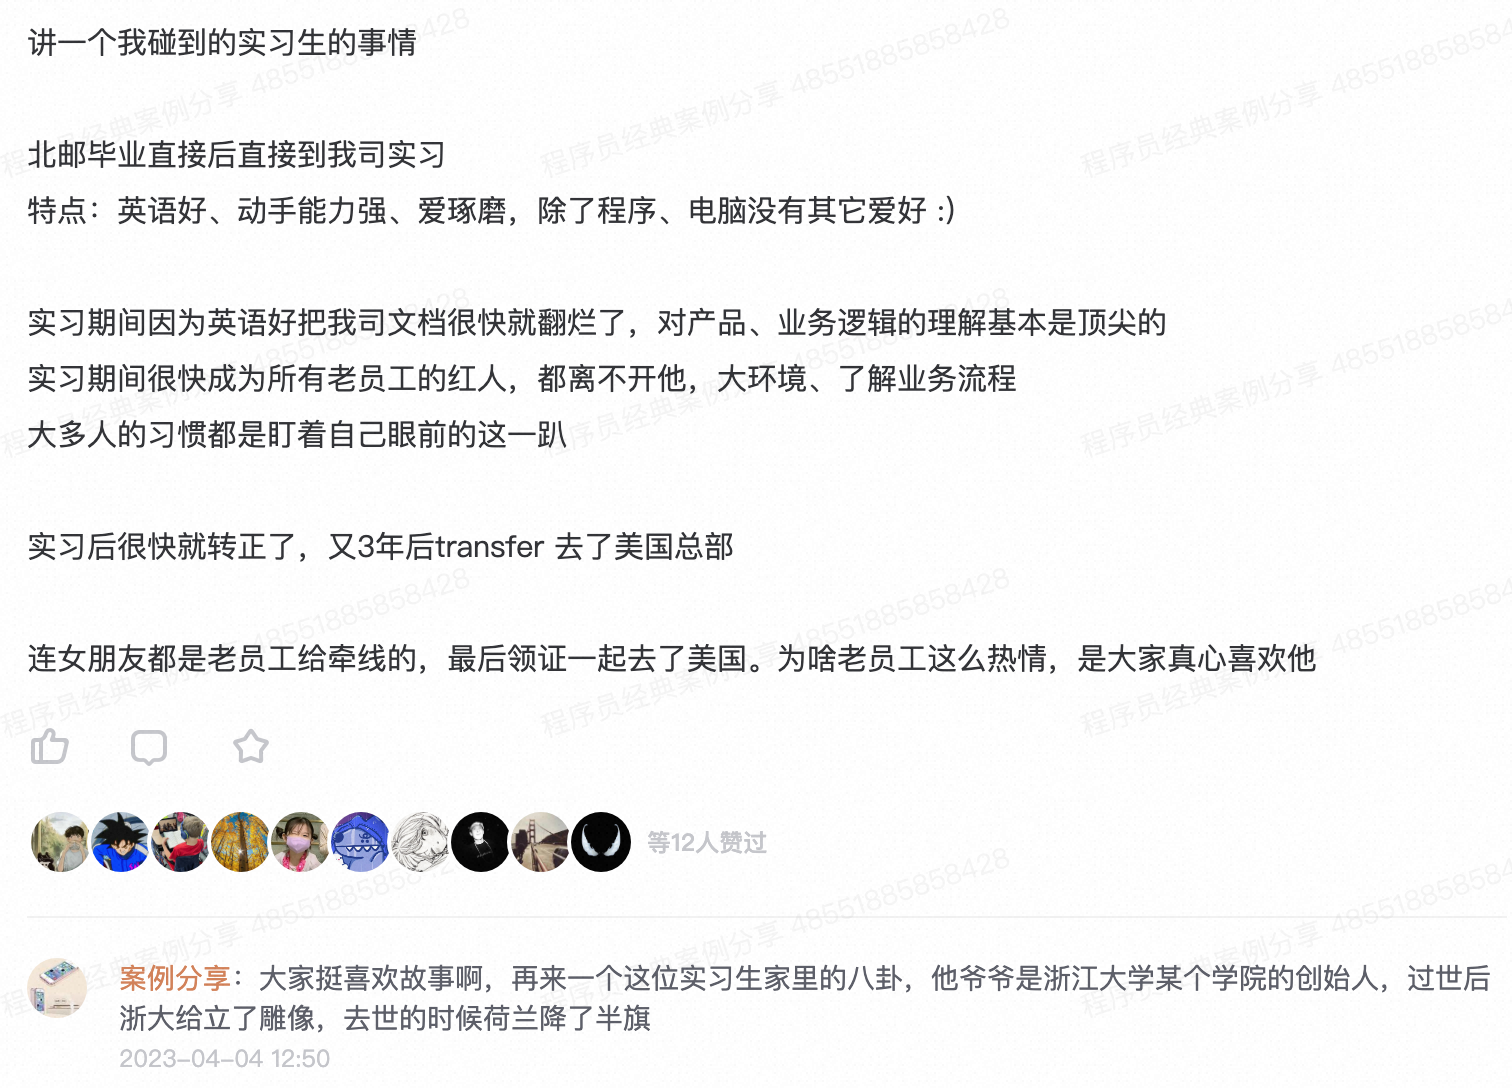 讲一个我碰到的实习生的事情
北邮毕业直接后直接到我司实习
特点：英语好、动手能力强、爱琢磨，除了程序、电脑没有其它爱好 :)
实习期间因为英语好把我司文档很快就翻烂了，对产品、业务逻辑的理解基本是顶尖的
实习期间很快成为所有老员工的红人，都离不开他，大环境、了解业务流程
大多人的习惯都是盯着自己眼前的这一趴
实习后很快就转正了，又3年后transfer 去了美国总部
连女朋友都是老员工给牵线的，最后领证一起去了美国。为啥老员工这么热情，是大家真心喜欢他
等12人赞过
案例分享：大家挺喜欢故事啊，再来一个这位实习生家里的八卦，他爷爷是浙江大学某个学院的创始人，过世后
浙大给立了雕像，去世的时候荷兰降了半旗
2023-04-04 12:50
程序员经典案例分享 48551885858428